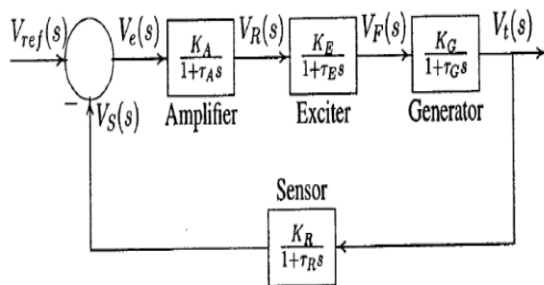 V_ref(s) V_e(s) V_R(s) V_F(s) V_t(s)
K_A/(1+τ_A s) K_E/(1+τ_E s) K_G/(1+τ_G s)
− V_S(s) Amplifier Exciter Generator
Sensor
K_R/(1+τ_R s)